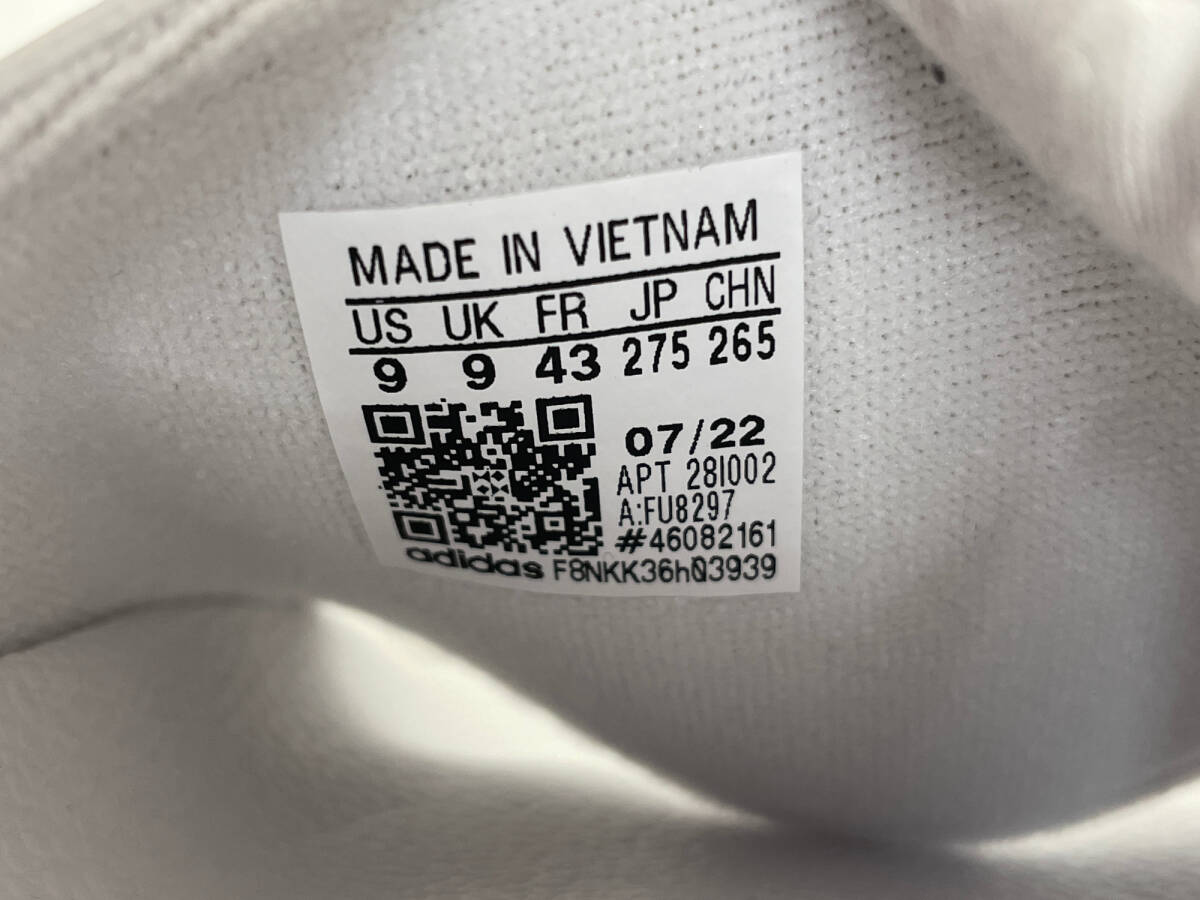 MADE IN VIETNAM
US UK FR JP CHN
9 9 43 275 265
07/22
APT 28I002
A:FU8297
#46082161
adidas F8NKK36h03939